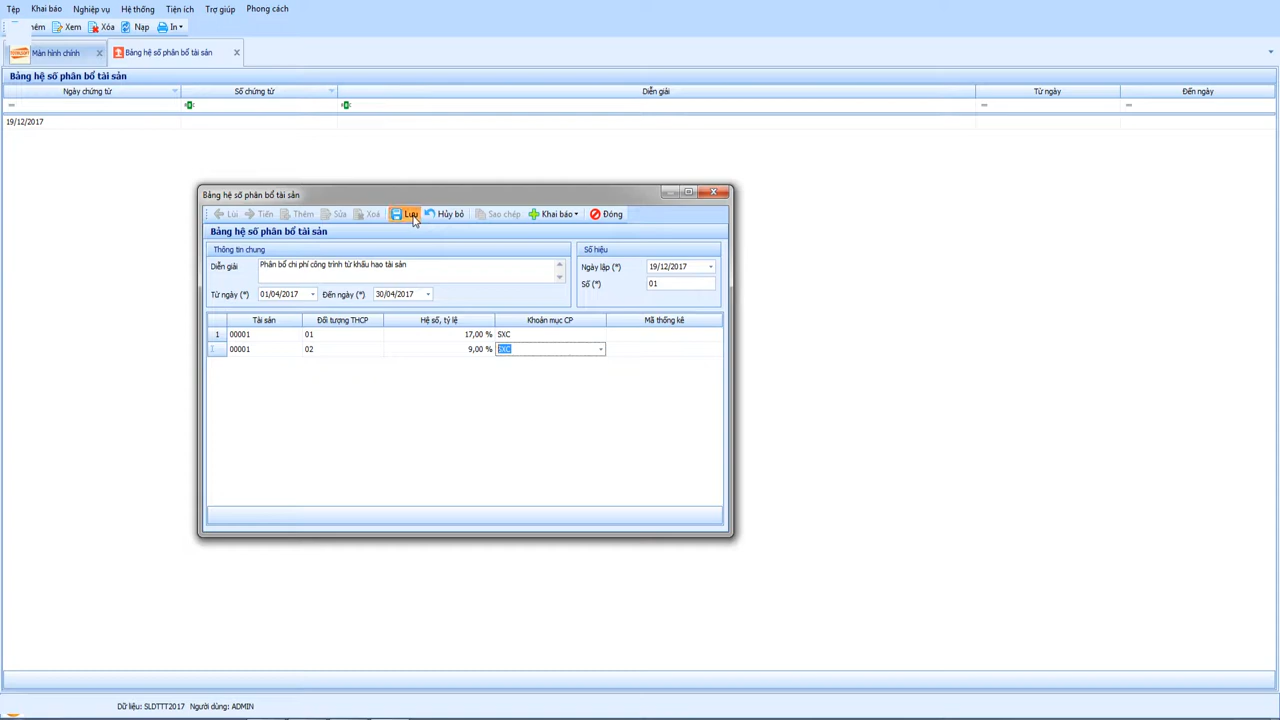 Tệp Khai báo Nghiệp vụ Hệ thống Tiện ích Trợ giúp Phong cách
Xem Xóa Nạp In
Màn hình chính Bảng hệ số phân bổ tài sản
Bảng hệ số phân bổ tài sản
Ngày chứng từ Số chứng từ Diễn giải Từ ngày Đến ngày
19/12/2017
Bảng hệ số phân bổ tài sản
Lùi Tiến Thêm Sửa Xoá Lưu Hủy bỏ Sao chép Khai báo Đóng
Bảng hệ số phân bổ tài sản
Thông tin chung Số hiệu
Diễn giải Phân bổ chi phí công trình từ khấu hao tài sản Ngày lập (*) 19/12/2017
Số (*) 01
Từ ngày (*) 01/04/2017 Đến ngày (*) 30/04/2017
Tài sản Đối tượng THCP Hệ số, tỷ lệ Khoản mục CP Mã thống kê
1 00001 01 17,00 % SXC
00001 02 9,00 % SXC
Dữ liệu: SLDTTT2017 Người dùng: ADMIN